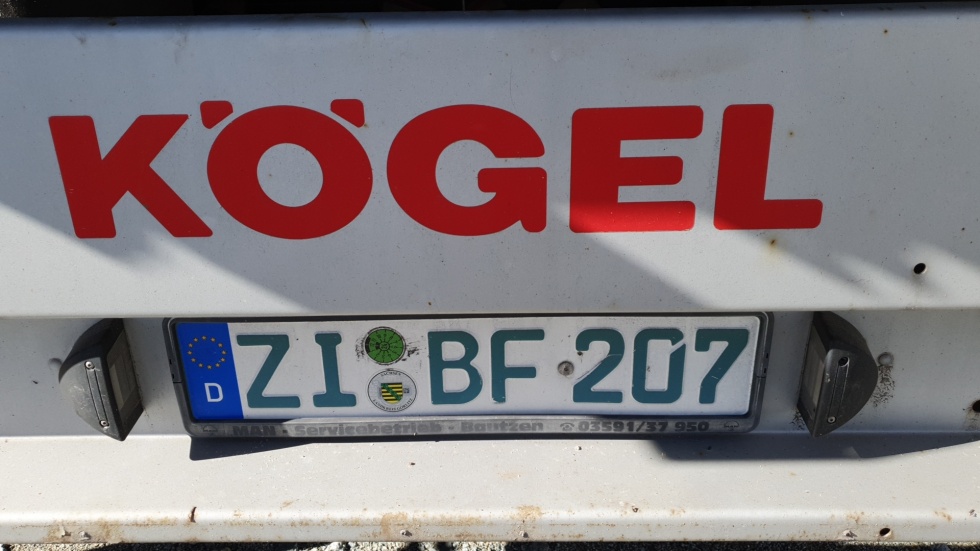 KÖGEL
D ZI BF 207
MAN - Servicebetrieb - Bautzen ☎03591/37 950